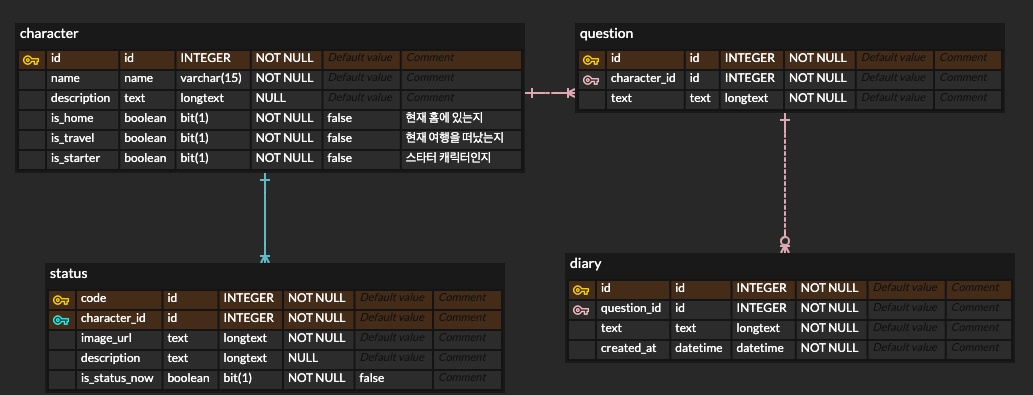 character
id id INTEGER NOT NULL Default value Comment
name name varchar(15) NOT NULL Default value Comment
description text longtext NULL Default value Comment
is_home boolean bit(1) NOT NULL false 현재 홈에 있는지
is_travel boolean bit(1) NOT NULL false 현재 여행을 떠났는지
is_starter boolean bit(1) NOT NULL false 스타터 캐릭터인지
question
id id INTEGER NOT NULL Default value Comment
character_id id INTEGER NOT NULL Default value Comment
text text longtext NOT NULL Default value Comment
status
code id INTEGER NOT NULL Default value Comment
character_id id INTEGER NOT NULL Default value Comment
image_url text longtext NOT NULL Default value Comment
description text longtext NULL Default value Comment
is_status_now boolean bit(1) NOT NULL false Comment
diary
id id INTEGER NOT NULL Default value Comment
question_id id INTEGER NOT NULL Default value Comment
text text longtext NOT NULL Default value Comment
created_at datetime datetime NOT NULL Default value Comment